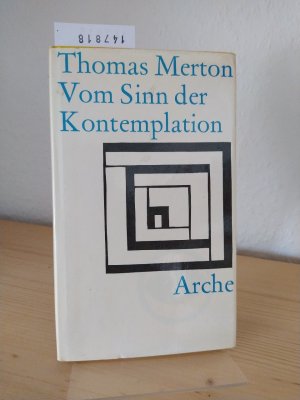 147818
Thomas Merton
Vom Sinn der
Kontemplation
Arche